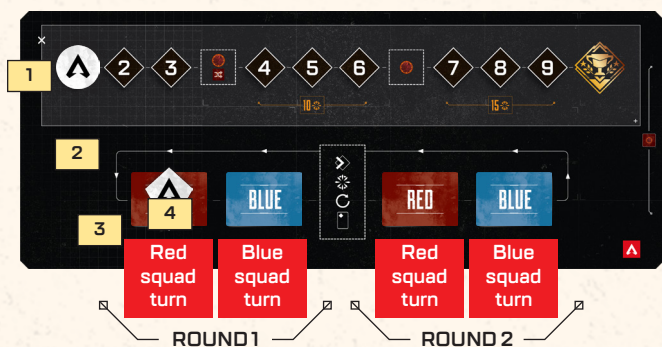 1
2 3 4 5 6 7 8 9
10 15
2
BLUE RED BLUE
3
4
Red squad turn
Blue squad turn
Red squad turn
Blue squad turn
ROUND 1 ROUND 2